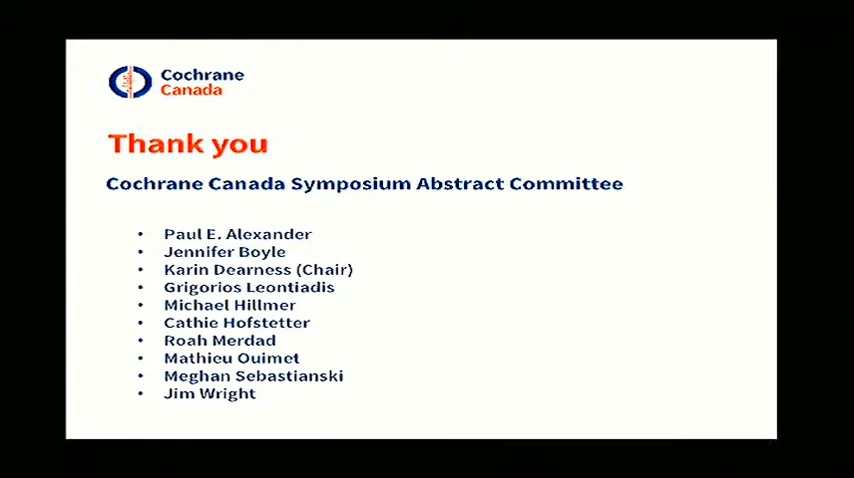 Cochrane
Canada
Thank you
Cochrane Canada Symposium Abstract Committee
• Paul E. Alexander
• Jennifer Boyle
• Karin Dearness (Chair)
• Grigorios Leontiadis
• Michael Hillmer
• Cathie Hofstetter
• Roah Merdad
• Mathieu Ouimet
• Meghan Sebastianski
• Jim Wright